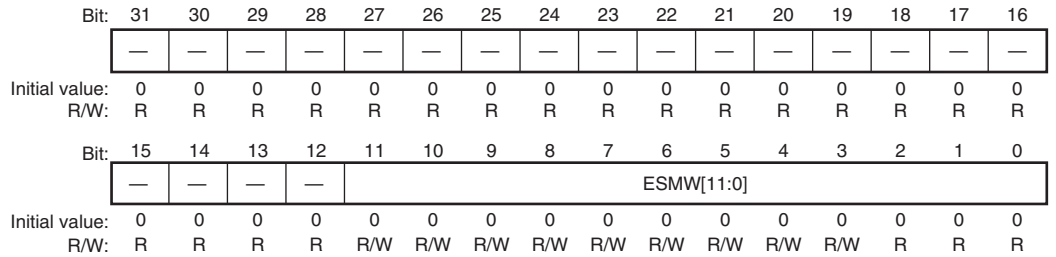 Bit: 31 30 29 28 27 26 25 24 23 22 21 20 19 18 17 16
— — — — — — — — — — — — — — — —
Initial value: 0 0 0 0 0 0 0 0 0 0 0 0 0 0 0 0
R/W: R R R R R R R R R R R R R R R R
Bit: 15 14 13 12 11 10 9 8 7 6 5 4 3 2 1 0
— — — — ESMW[11:0]
Initial value: 0 0 0 0 0 0 0 0 0 0 0 0 0 0 0 0
R/W: R R R R R/W R/W R/W R/W R/W R/W R/W R/W R/W R R R